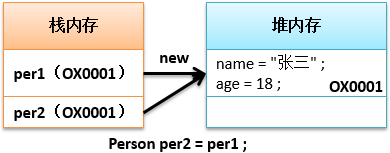 栈内存
堆内存
per1（OX0001）
new
name = "张三" ;
age = 18 ;
OX0001
per2（OX0001）
Person per2 = per1 ;